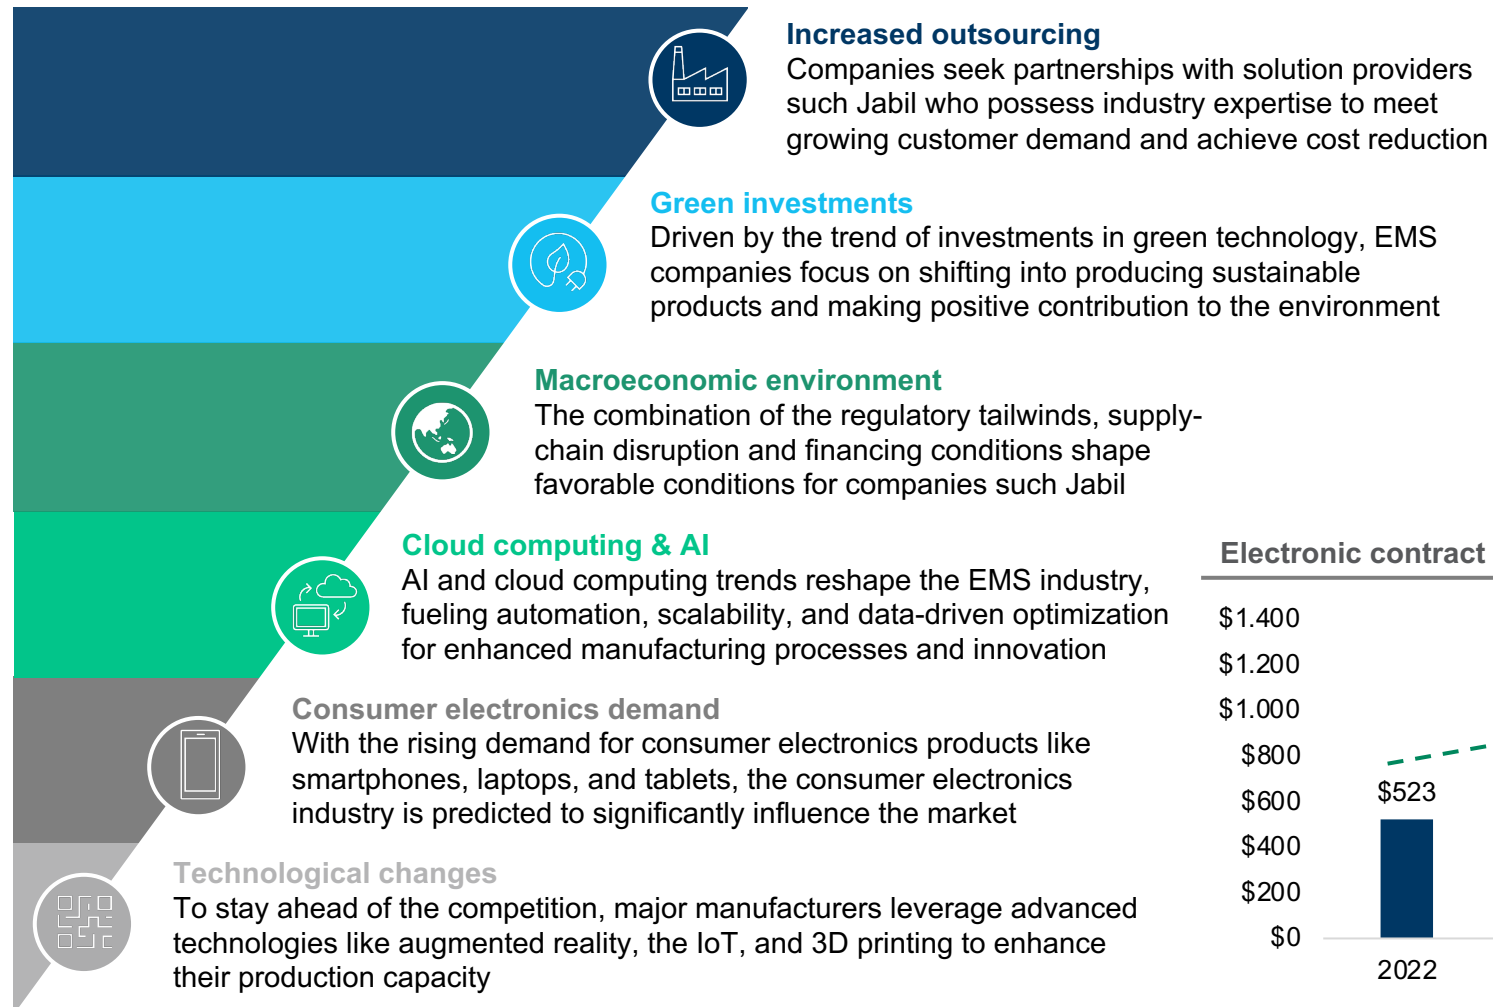 Increased outsourcing
Companies seek partnerships with solution providers
such Jabil who possess industry expertise to meet
growing customer demand and achieve cost reduction
Green investments
Driven by the trend of investments in green technology, EMS
companies focus on shifting into producing sustainable
products and making positive contribution to the environment
Macroeconomic environment
The combination of the regulatory tailwinds, supply-
chain disruption and financing conditions shape
favorable conditions for companies such Jabil
Cloud computing & AI
AI and cloud computing trends reshape the EMS industry,
fueling automation, scalability, and data-driven optimization
for enhanced manufacturing processes and innovation
Consumer electronics demand
With the rising demand for consumer electronics products like
smartphones, laptops, and tablets, the consumer electronics
industry is predicted to significantly influence the market
Technological changes
To stay ahead of the competition, major manufacturers leverage advanced
technologies like augmented reality, the IoT, and 3D printing to enhance
their production capacity
Electronic contract
$1.400
$1.200
$1.000
$800
$600
$400
$200
$0
$523
2022